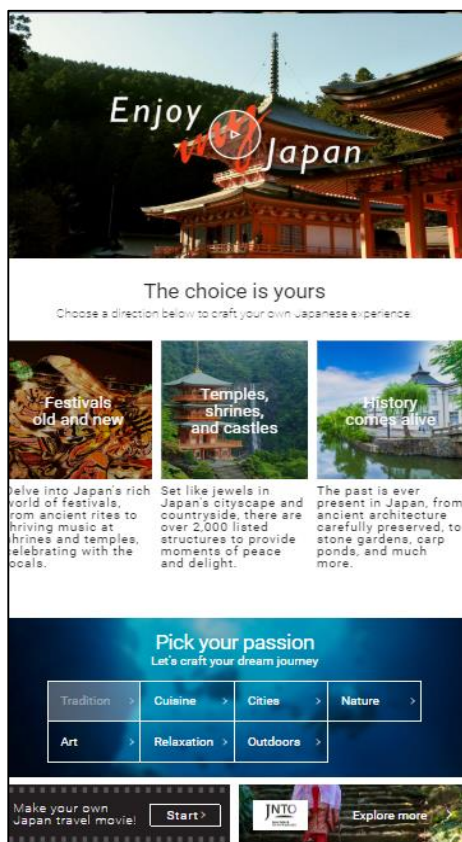 Enjoy
my
Japan
The choice is yours
Choose a direction below to craft your own Japanese experience.
Festivals
old and new
Temples,
shrines,
and castles
History
comes alive
Delve into Japan's rich
world of festivals,
from ancient rites to
thriving music at
shrines and temples,
celebrating with the
locals.
Set like jewels in
Japan's cityscape and
countryside, there are
over 2,000 listed
structures to provide
moments of peace
and delight.
The past is ever
present in Japan, from
ancient architecture
carefully preserved, to
stone gardens, carp
ponds, and much
more.
Pick your passion
Let's craft your dream journey
Tradition >
Cuisine >
Cities >
Nature >
Art >
Relaxation >
Outdoors >
Make your own
Japan travel movie!
Start >
JNTO
Explore more >